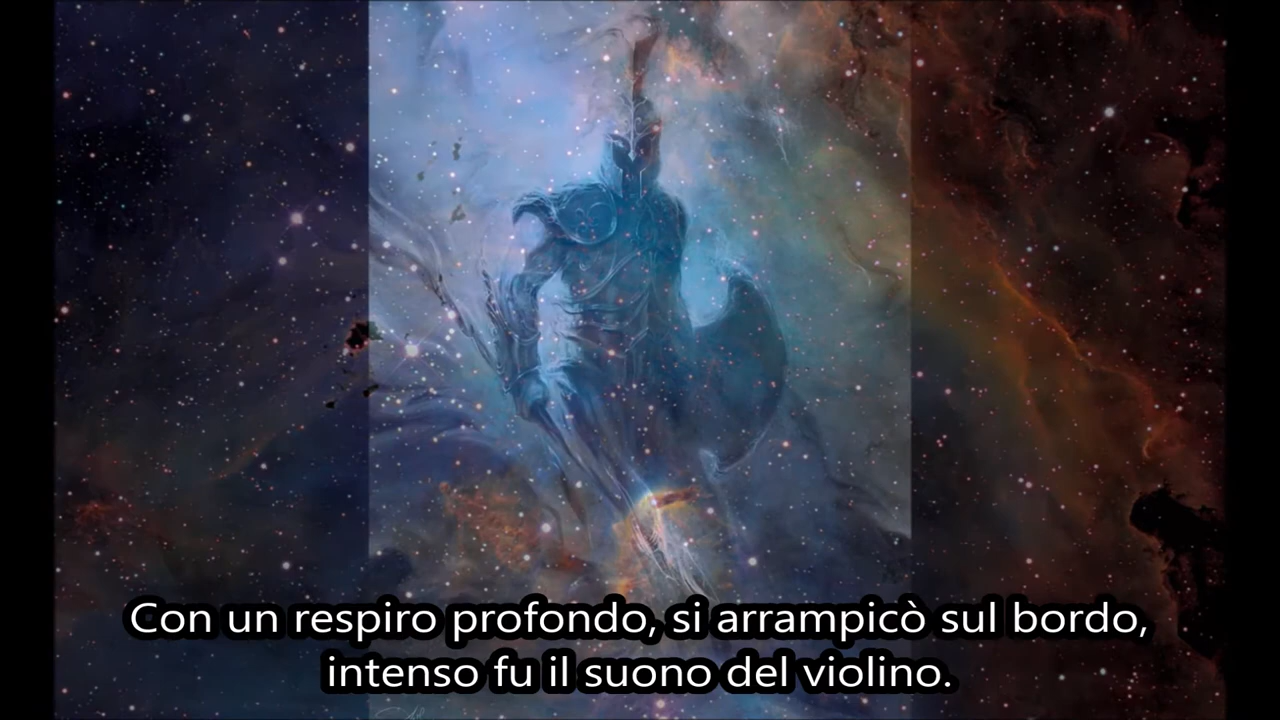 Con un respiro profondo, si arrampicò sul bordo,
intenso fu il suono del violino.